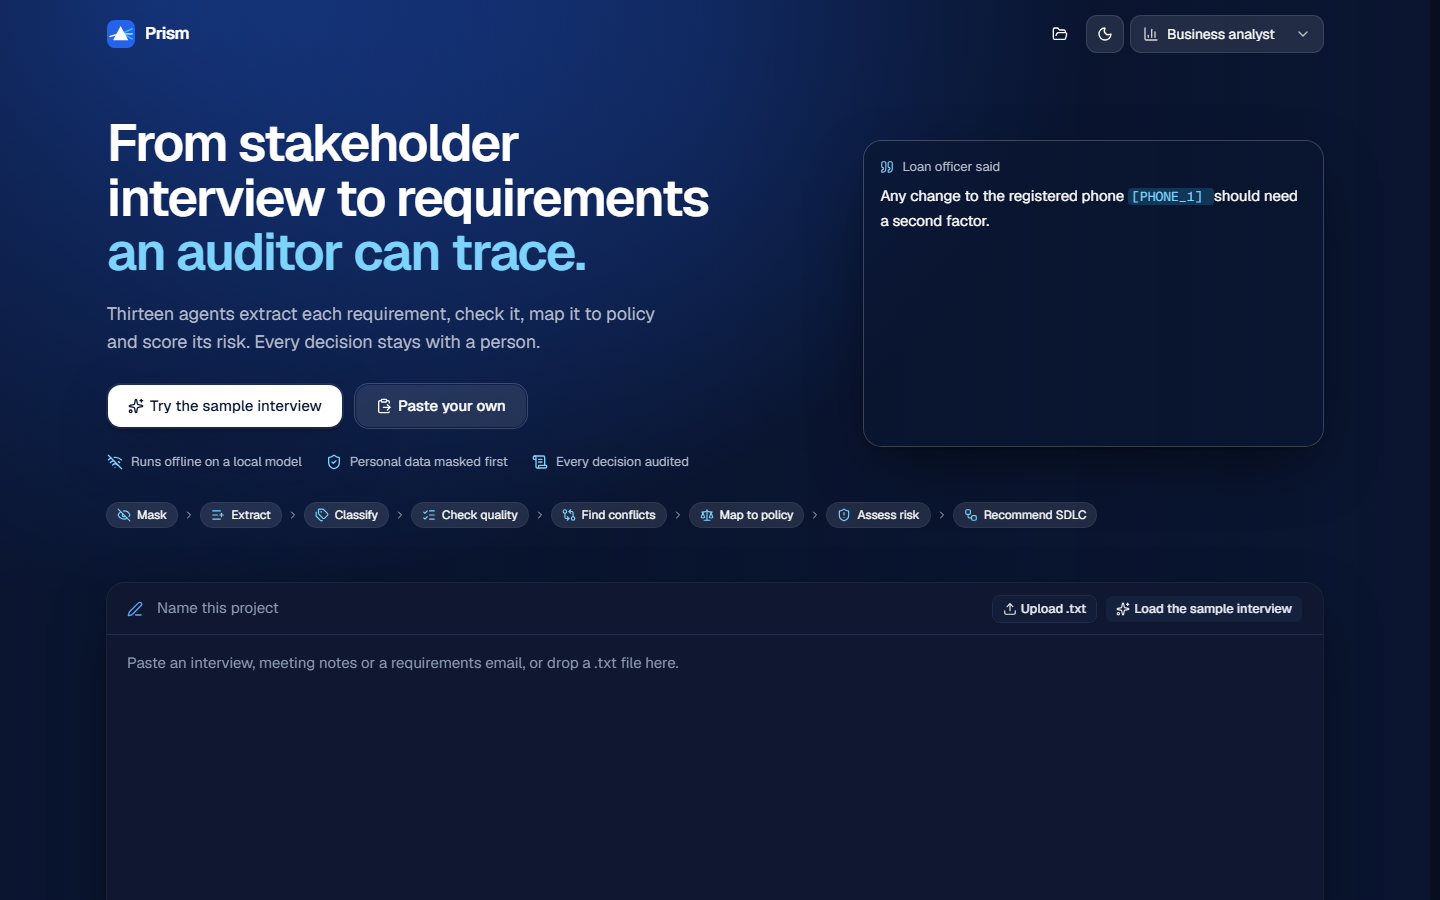 Prism
Business analyst
From stakeholder
interview to requirements
an auditor can trace.
Thirteen agents extract each requirement, check it, map it to policy
and score its risk. Every decision stays with a person.
Try the sample interview
Paste your own
Runs offline on a local model
Personal data masked first
Every decision audited
Loan officer said
Any change to the registered phone [PHONE_1] should need
a second factor.
Mask
Extract
Classify
Check quality
Find conflicts
Map to policy
Assess risk
Recommend SDLC
Name this project
Upload .txt
Load the sample interview
Paste an interview, meeting notes or a requirements email, or drop a .txt file here.